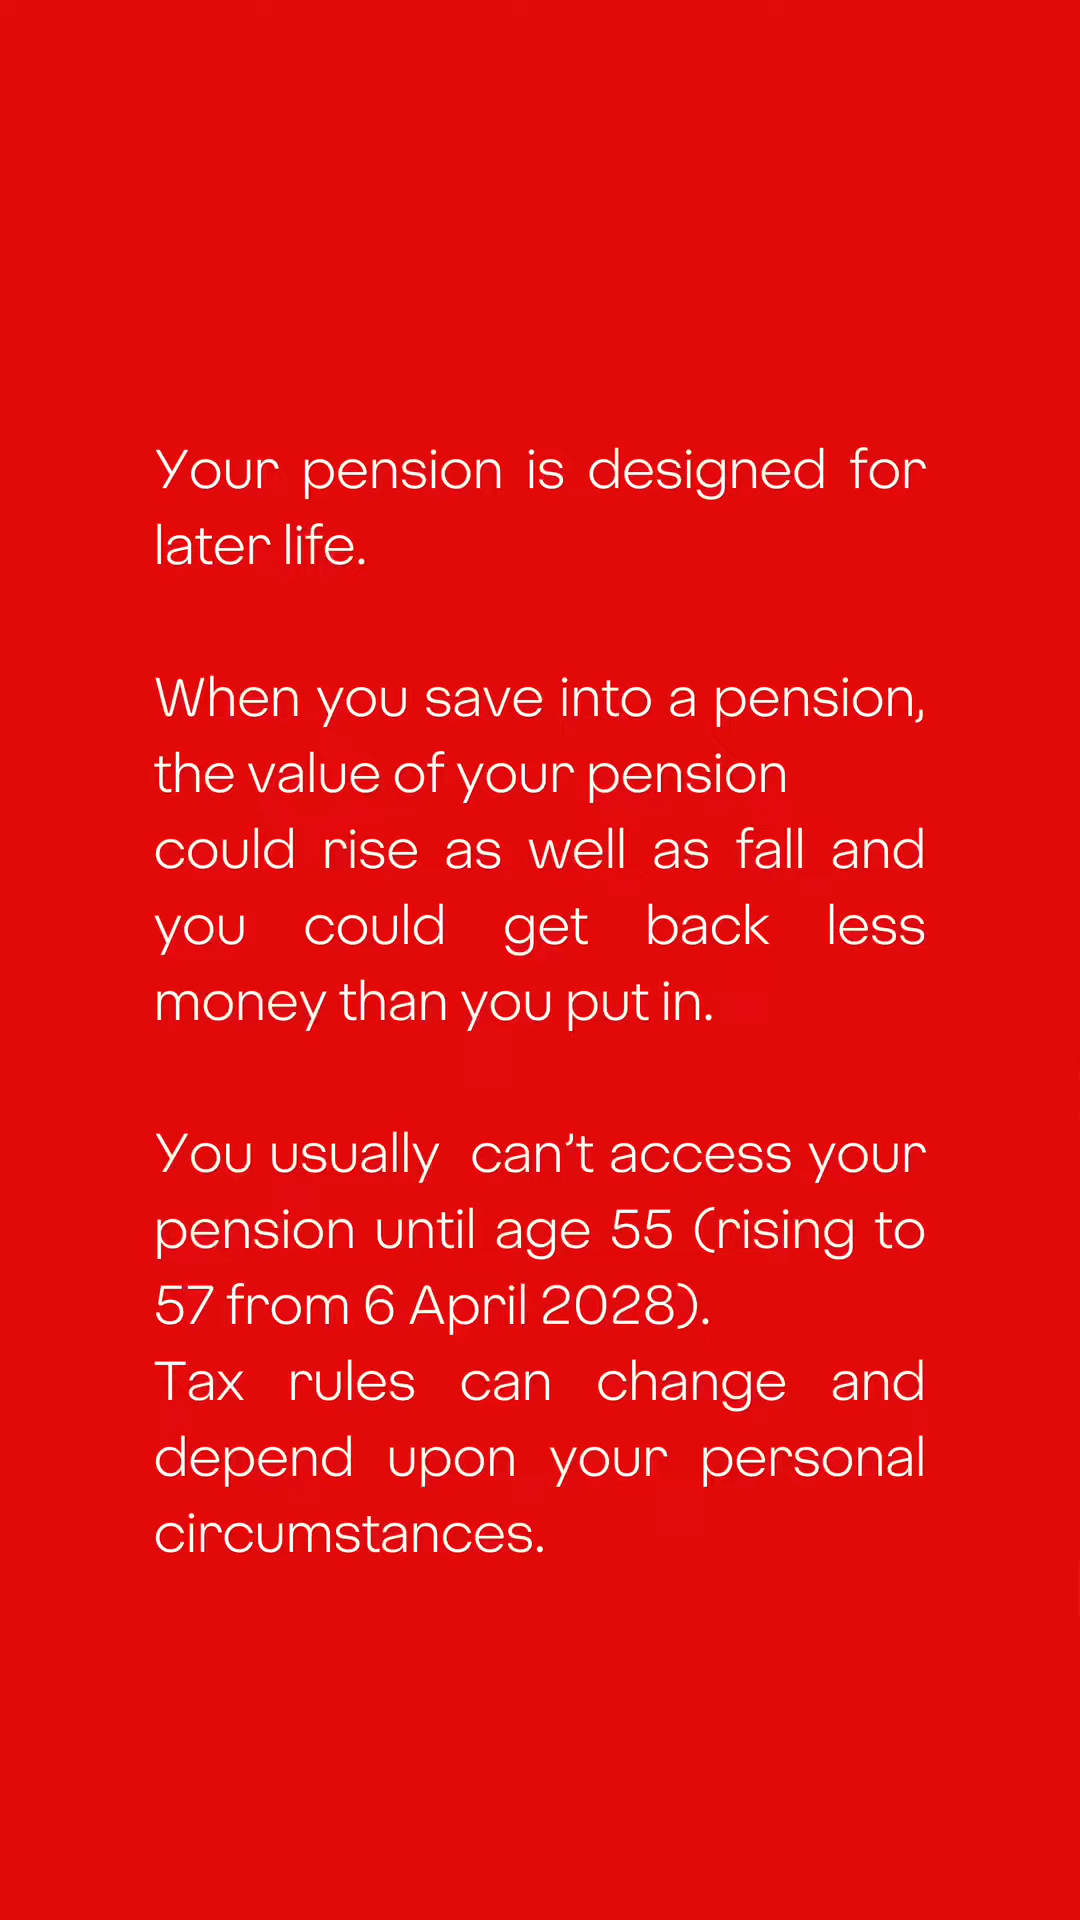 Your pension is designed for
later life.
When you save into a pension,
the value of your pension
could rise as well as fall and
you could get back less
money than you put in.
You usually  can’t access your
pension until age 55 (rising to
57 from 6 April 2028).
Tax rules can change and
depend upon your personal
circumstances.